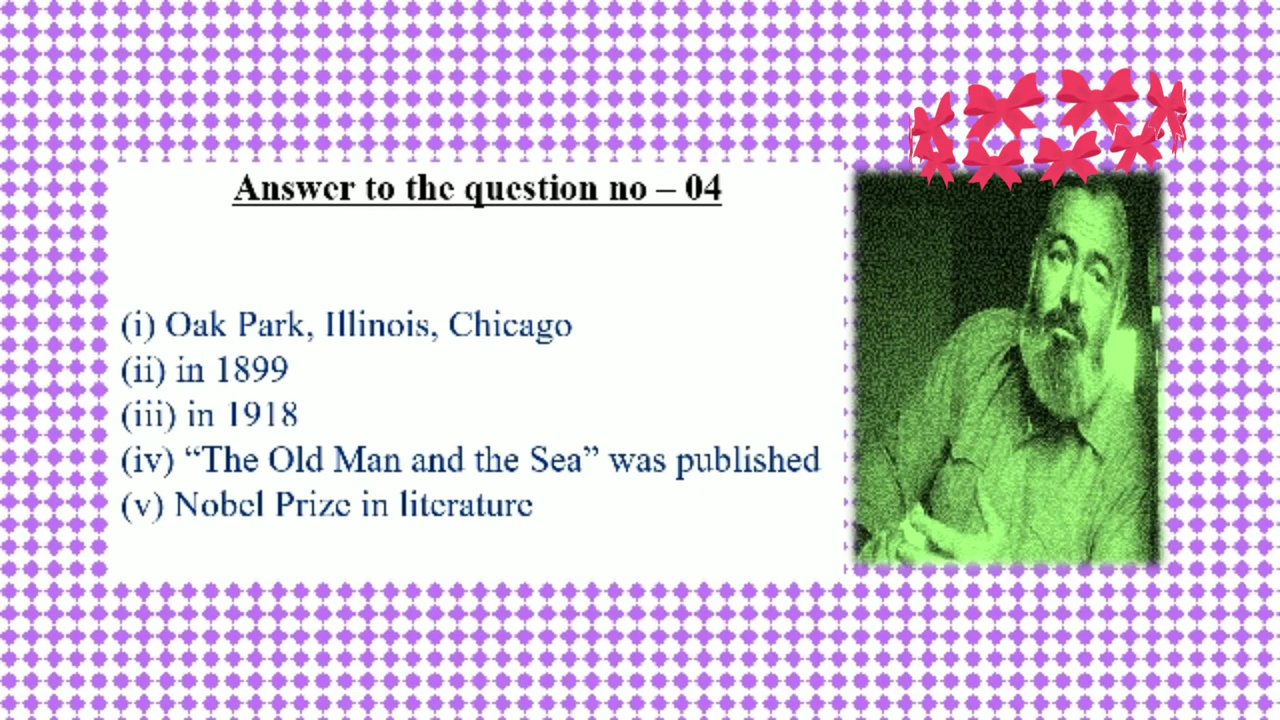 Answer to the question no – 04
(i) Oak Park, Illinois, Chicago
(ii) in 1899
(iii) in 1918
(iv) “The Old Man and the Sea” was published
(v) Nobel Prize in literature